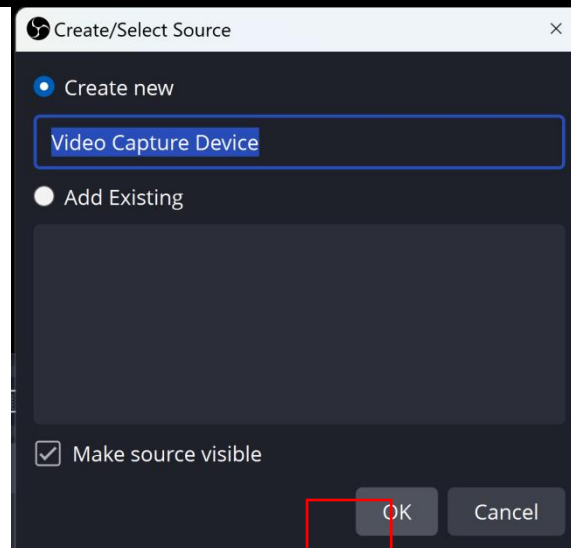 Create/Select Source
Create new
Video Capture Device
Add Existing
Make source visible
OK Cancel